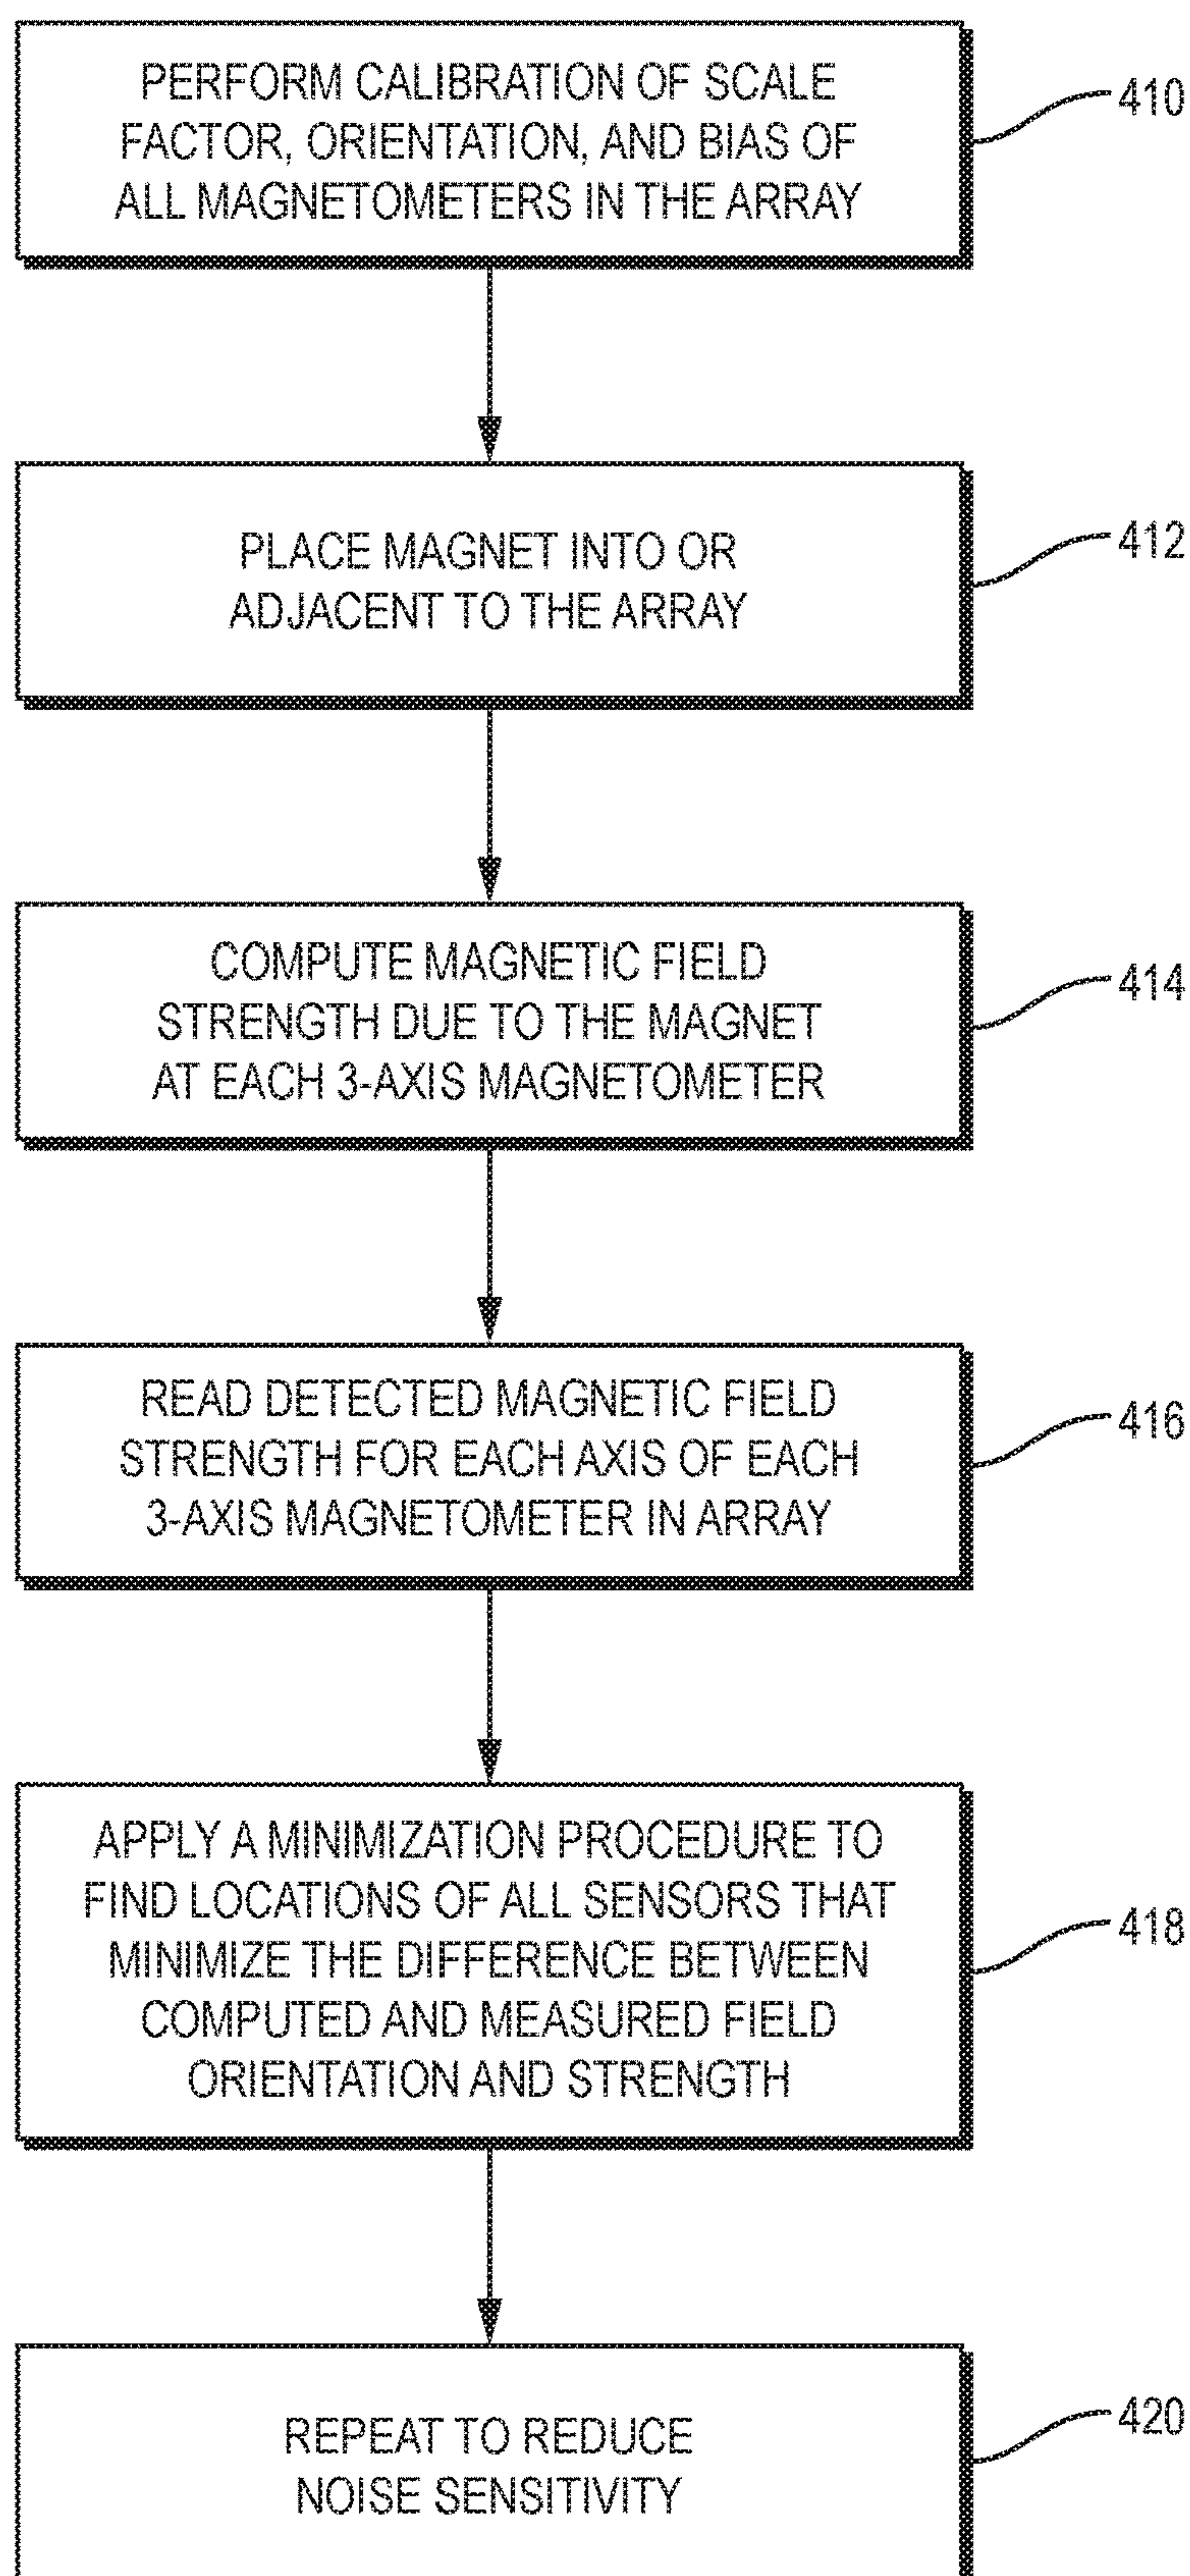 PERFORM CALIBRATION OF SCALE
FACTOR, ORIENTATION, AND BIAS OF
ALL MAGNETOMETERS IN THE ARRAY
410
PLACE MAGNET INTO OR
ADJACENT TO THE ARRAY
412
COMPUTE MAGNETIC FIELD
STRENGTH DUE TO THE MAGNET
AT EACH 3-AXIS MAGNETOMETER
414
READ DETECTED MAGNETIC FIELD
STRENGTH FOR EACH AXIS OF EACH
3-AXIS MAGNETOMETER IN ARRAY
416
APPLY A MINIMIZATION PROCEDURE TO
FIND LOCATIONS OF ALL SENSORS THAT
MINIMIZE THE DIFFERENCE BETWEEN
COMPUTED AND MEASURED FIELD
ORIENTATION AND STRENGTH
418
REPEAT TO REDUCE
NOISE SENSITIVITY
420